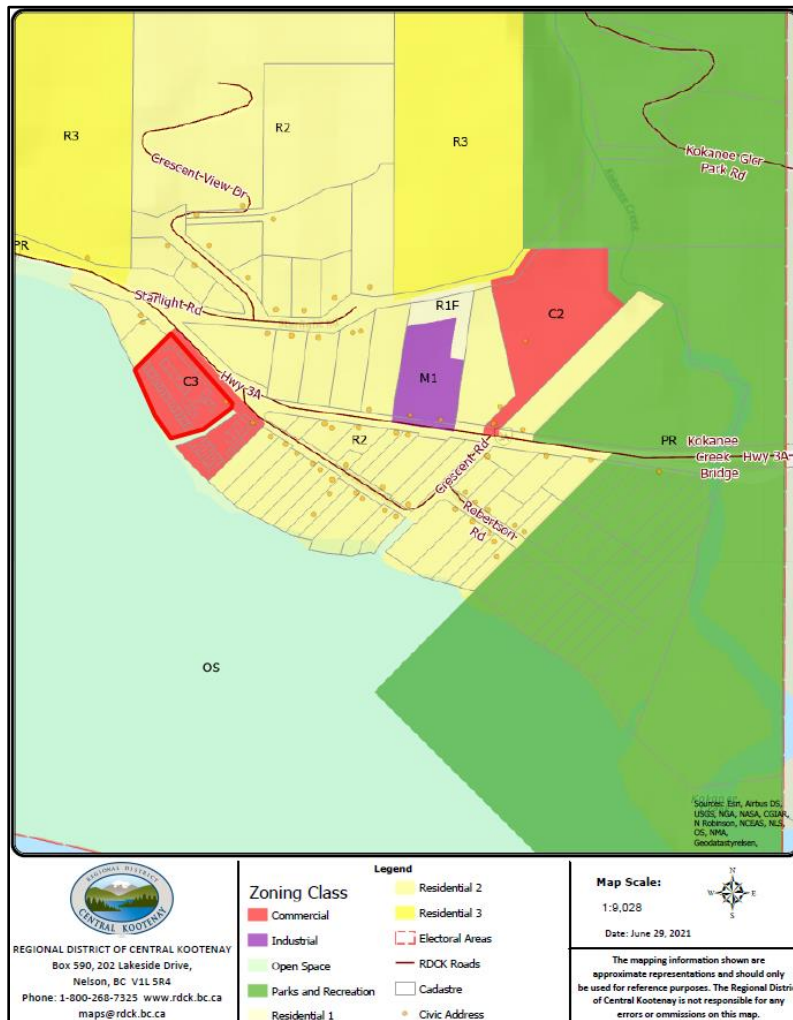 R3
R2
R3
Crescent-View-Dr
Kokanee Glcr
Park Rd
PR
Starlight-Rd
R1F
C2
C3
Hwy-3A
M1
R2
PR
Kokanee
Creek
Bridge
Hwy 3A
Crescent-Rd
Robertson
Rd
OS
Sources: Esri, Airbus DS,
USGS, NGA, NASA, CGIAR,
N Robinson, NCEAS, NLS,
OS, NMA,
Geodatastyrelsen,
REGIONAL DISTRICT
CENTRAL KOOTENAY
REGIONAL DISTRICT OF CENTRAL KOOTENAY
Box 590, 202 Lakeside Drive,
Nelson, BC V1L 5R4
Phone: 1-800-268-7325 www.rdck.bc.ca
maps@rdck.bc.ca
Legend
Zoning Class
Commercial
Industrial
Open Space
Parks and Recreation
Residential 1
Residential 2
Residential 3
Electoral Areas
RDCK Roads
Cadastre
Civic Address
Map Scale:
1:9,028
N
W
E
S
Date: June 29, 2021
The mapping information shown are
approximate representations and should only
be used for reference purposes. The Regional Distri
of Central Kootenay is not responsible for any
errors or ommissions on this map.